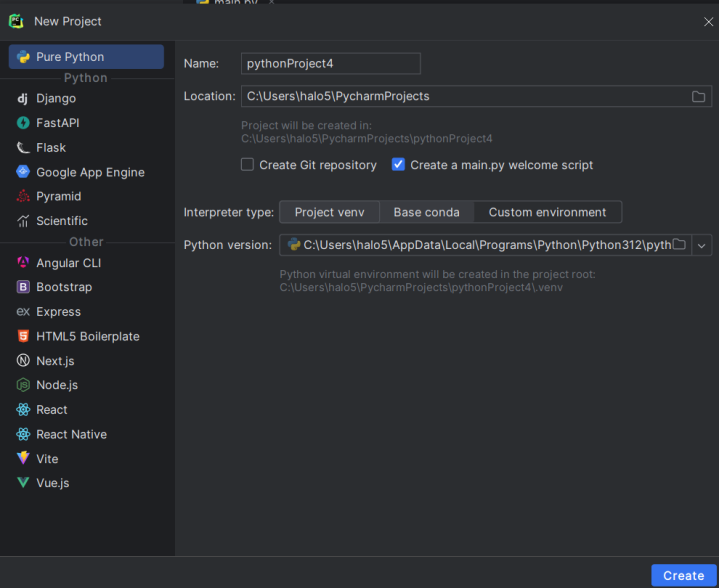 main.py ×
New Project
Pure Python
Python
dj Django
FastAPI
Flask
Google App Engine
Pyramid
Scientific
Other
Angular CLI
B Bootstrap
ex Express
5 HTML5 Boilerplate
N Next.js
JS Node.js
React
React Native
Vite
Vue.js
Name: pythonProject4
Location: C:\Users\halo5\PycharmProjects
Project will be created in:
C:\Users\halo5\PycharmProjects\pythonProject4
Create Git repository Create a main.py welcome script
Interpreter type: Project venv Base conda Custom environment
Python version: C:\Users\halo5\AppData\Local\Programs\Python\Python312\pyth
Python virtual environment will be created in the project root:
C:\Users\halo5\PycharmProjects\pythonProject4\.venv
Create